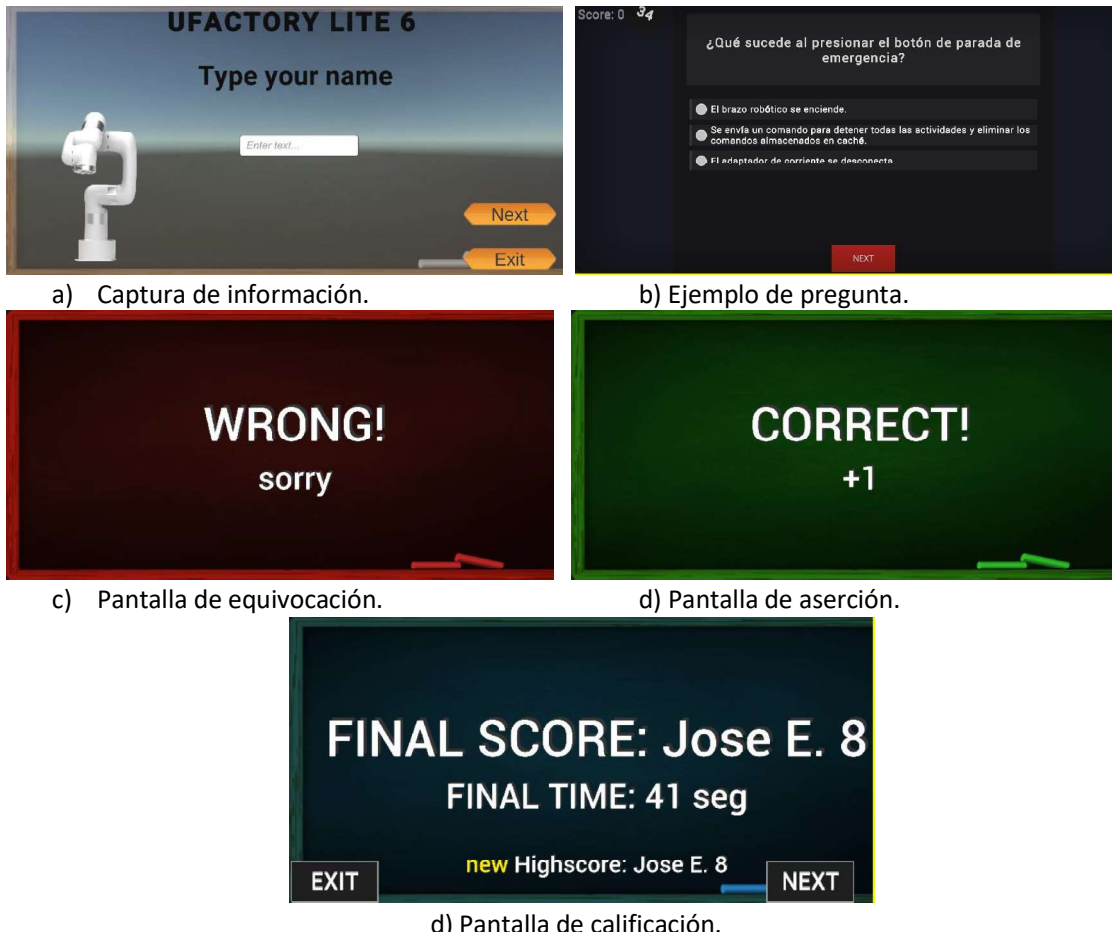 UFACTORY LITE 6
Type your name
Enter text...
Next
Exit
Score: 0 34
¿Qué sucede al presionar el botón de parada de
emergencia?
El brazo robótico se enciende.
Se envía un comando para detener todas las actividades y eliminar los
comandos almacenados en caché.
El adaptador de corriente se desconecta
NEXT
a) Captura de información.
b) Ejemplo de pregunta.
WRONG!
sorry
CORRECT!
+1
c) Pantalla de equivocación.
d) Pantalla de aserción.
FINAL SCORE: Jose E. 8
FINAL TIME: 41 seg
new Highscore: Jose E. 8
EXIT
NEXT
d) Pantalla de calificación.